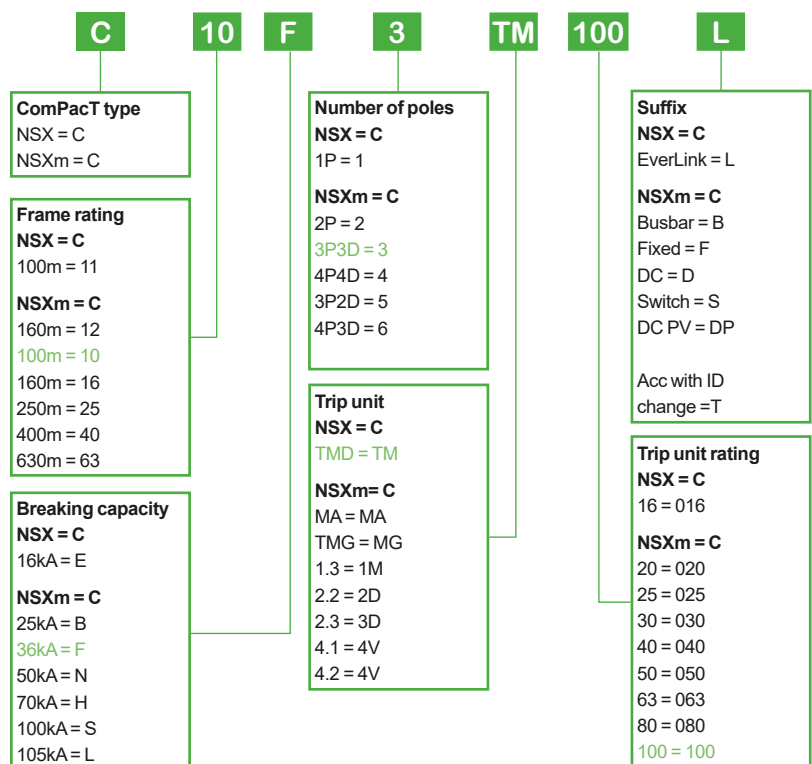 C 10 F 3 TM 100 L
ComPacT type
NSX = C
NSXm = C
Frame rating
NSX = C
100m = 11
NSXm = C
160m = 12
100m = 10
160m = 16
250m = 25
400m = 40
630m = 63
Breaking capacity
NSX = C
16kA = E
NSXm = C
25kA = B
36kA = F
50kA = N
70kA = H
100kA = S
105kA = L
Number of poles
NSX = C
1P = 1
NSXm = C
2P = 2
3P3D = 3
4P4D = 4
3P2D = 5
4P3D = 6
Trip unit
NSX = C
TMD = TM
NSXm= C
MA = MA
TMG = MG
1.3 = 1M
2.2 = 2D
2.3 = 3D
4.1 = 4V
4.2 = 4V
Suffix
NSX = C
EverLink = L
NSXm = C
Busbar = B
Fixed = F
DC = D
Switch = S
DC PV = DP
Acc with ID
change =T
Trip unit rating
NSX = C
16 = 016
NSXm = C
20 = 020
25 = 025
30 = 030
40 = 040
50 = 050
63 = 063
80 = 080
100 = 100